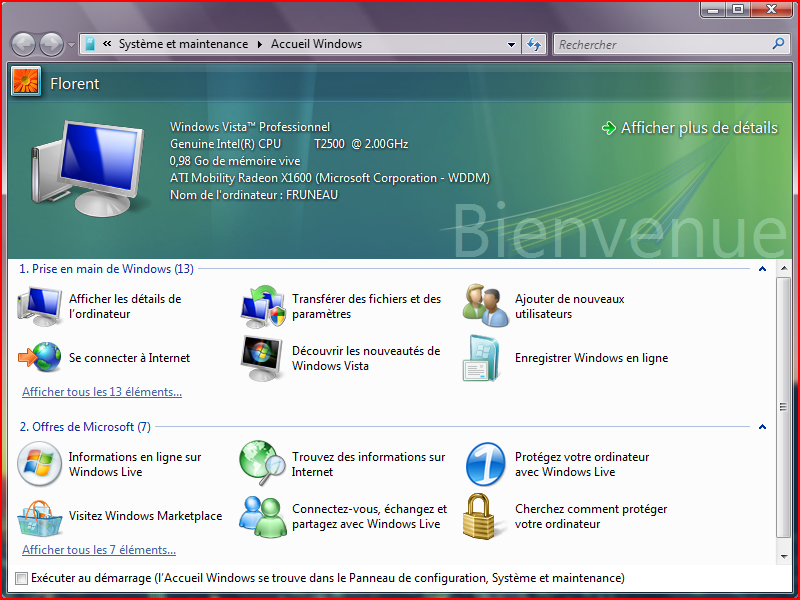 « Système et maintenance ▸ Accueil Windows
Rechercher
Florent
Windows Vista™ Professionnel
Genuine Intel(R) CPU T2500 @ 2.00GHz
0,98 Go de mémoire vive
ATI Mobility Radeon X1600 (Microsoft Corporation - WDDM)
Nom de l'ordinateur : FRUNEAU
Afficher plus de détails
Bienvenue
1. Prise en main de Windows (13)
Afficher les détails de
l'ordinateur
Transférer des fichiers et des
paramètres
Ajouter de nouveaux
utilisateurs
Se connecter à Internet
Découvrir les nouveautés de
Windows Vista
Enregistrer Windows en ligne
Afficher tous les 13 éléments...
2. Offres de Microsoft (7)
Informations en ligne sur
Windows Live
Trouvez des informations sur
Internet
Protégez votre ordinateur
avec Windows Live
Visitez Windows Marketplace
Connectez-vous, échangez et
partagez avec Windows Live
Cherchez comment protéger
votre ordinateur
Afficher tous les 7 éléments...
Exécuter au démarrage (l'Accueil Windows se trouve dans le Panneau de configuration, Système et maintenance)